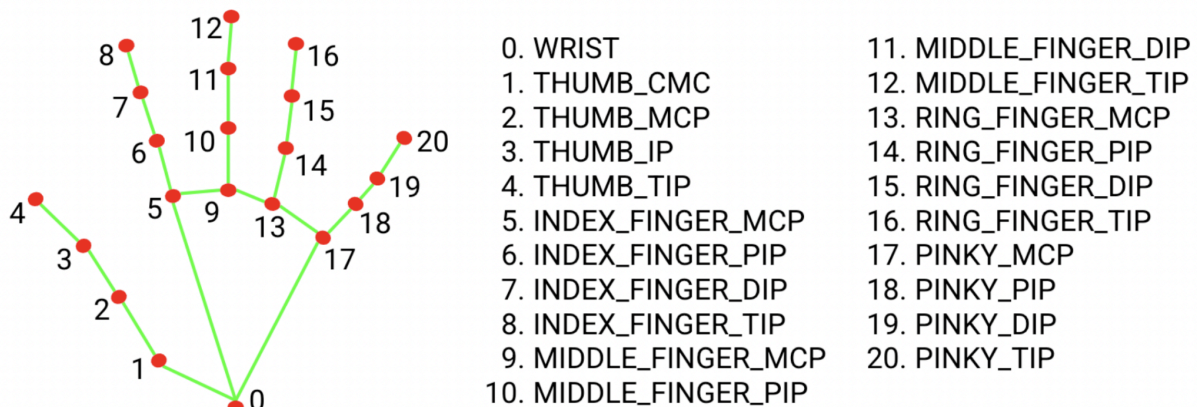 12
8
16
11
7
15
10
20
6
14
19
4
5
9
18
13
3
17
2
1
0
0. WRIST
1. THUMB_CMC
2. THUMB_MCP
3. THUMB_IP
4. THUMB_TIP
5. INDEX_FINGER_MCP
6. INDEX_FINGER_PIP
7. INDEX_FINGER_DIP
8. INDEX_FINGER_TIP
9. MIDDLE_FINGER_MCP
10. MIDDLE_FINGER_PIP
11. MIDDLE_FINGER_DIP
12. MIDDLE_FINGER_TIP
13. RING_FINGER_MCP
14. RING_FINGER_PIP
15. RING_FINGER_DIP
16. RING_FINGER_TIP
17. PINKY_MCP
18. PINKY_PIP
19. PINKY_DIP
20. PINKY_TIP